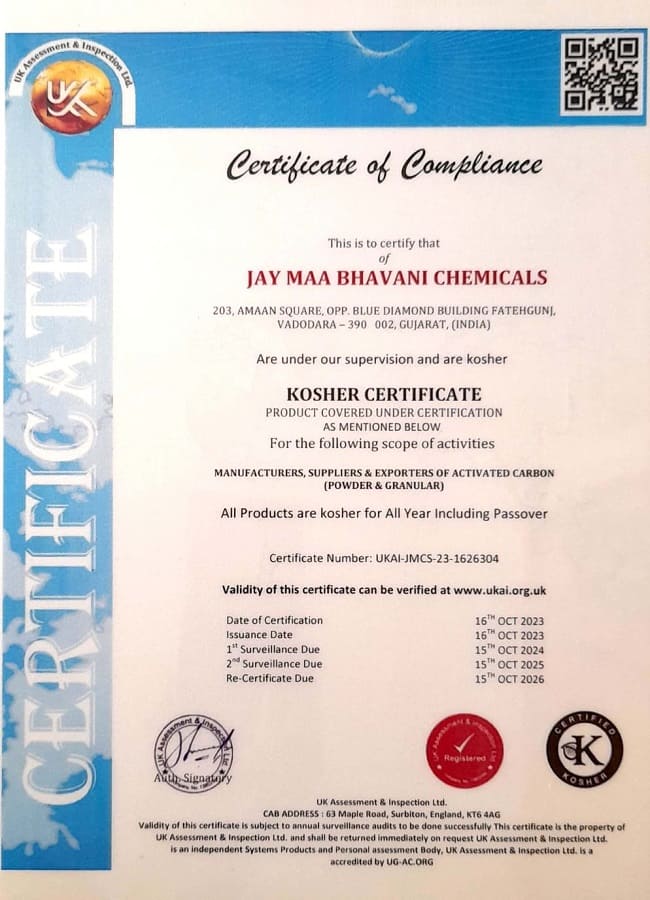 UK Assessment & Inspection Ltd.
UK
CERTIFICATE
Certificate of Compliance
This is to certify that
of
JAY MAA BHAVANI CHEMICALS
203, AMAAN SQUARE, OPP. BLUE DIAMOND BUILDING FATEHGUNJ,
VADODARA – 390 002, GUJARAT, (INDIA)
Are under our supervision and are kosher
KOSHER CERTIFICATE
PRODUCT COVERED UNDER CERTIFICATION
AS MENTIONED BELOW
For the following scope of activities
MANUFACTURERS, SUPPLIERS & EXPORTERS OF ACTIVATED CARBON
(POWDER & GRANULAR)
All Products are kosher for All Year Including Passover
Certificate Number: UKAI-JMCS-23-1626304
Validity of this certificate can be verified at www.ukai.org.uk
Date of Certification 16TH OCT 2023
Issuance Date 16TH OCT 2023
1st Surveillance Due 15TH OCT 2024
2nd Surveillance Due 15TH OCT 2025
Re-Certificate Due 15TH OCT 2026
UK Assessment & Inspection Ltd
Auth. Signatory
UK Assessment & Inspection Ltd
Registered
CERTIFIED
K
KOSHER
UK Assessment & Inspection Ltd.
CAB ADDRESS : 63 Maple Road, Surbiton, England, KT6 4AG
Validity of this certificate is subject to annual surveillance audits to be done successfully This certificate is the property of
UK Assessment & Inspection Ltd. and shall be returned immediately on request UK Assessment & Inspection Ltd.
is an independent Systems Products and Personal assessment Body, UK Assessment & Inspection Ltd. is a
accredited by UG-AC.ORG